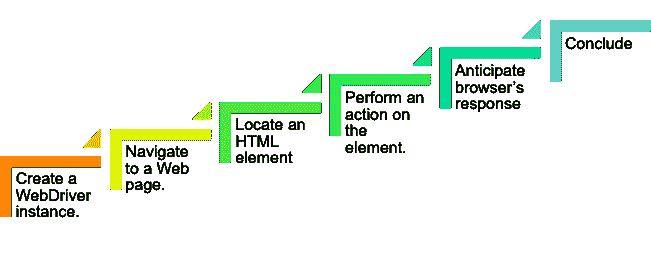 Create a
WebDriver
instance.
Navigate
to a Web
page.
Locate an
HTML
element
Perform an
action on
the
element.
Anticipate
browser's
response
Conclude